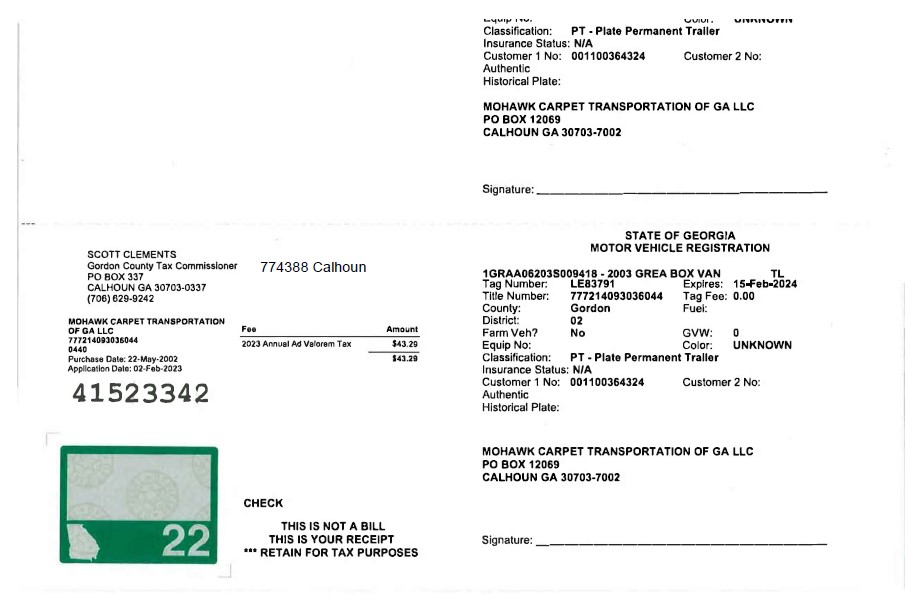 Equip No: Color: UNKNOWN
Classification: PT - Plate Permanent Trailer
Insurance Status: N/A
Customer 1 No: 001100364324 Customer 2 No:
Authentic
Historical Plate:
MOHAWK CARPET TRANSPORTATION OF GA LLC
PO BOX 12069
CALHOUN GA 30703-7002
Signature:
SCOTT CLEMENTS
Gordon County Tax Commissioner
PO BOX 337
CALHOUN GA 30703-0337
(706) 629-9242
774388 Calhoun
MOHAWK CARPET TRANSPORTATION
OF GA LLC
777214093036044
0440
Purchase Date: 22-May-2002
Application Date: 02-Feb-2023
Fee Amount
2023 Annual Ad Valorem Tax $43.29
$43.29
41523342
22
CHECK
THIS IS NOT A BILL
THIS IS YOUR RECEIPT
*** RETAIN FOR TAX PURPOSES
STATE OF GEORGIA
MOTOR VEHICLE REGISTRATION
1GRAA06203S009418 - 2003 GREA BOX VAN TL
Tag Number: LE83791 Expires: 15-Feb-2024
Title Number: 777214093036044 Tag Fee: 0.00
County: Gordon Fuel:
District: 02
Farm Veh? No GVW: 0
Equip No: Color: UNKNOWN
Classification: PT - Plate Permanent Trailer
Insurance Status: N/A
Customer 1 No: 001100364324 Customer 2 No:
Authentic
Historical Plate:
MOHAWK CARPET TRANSPORTATION OF GA LLC
PO BOX 12069
CALHOUN GA 30703-7002
Signature: